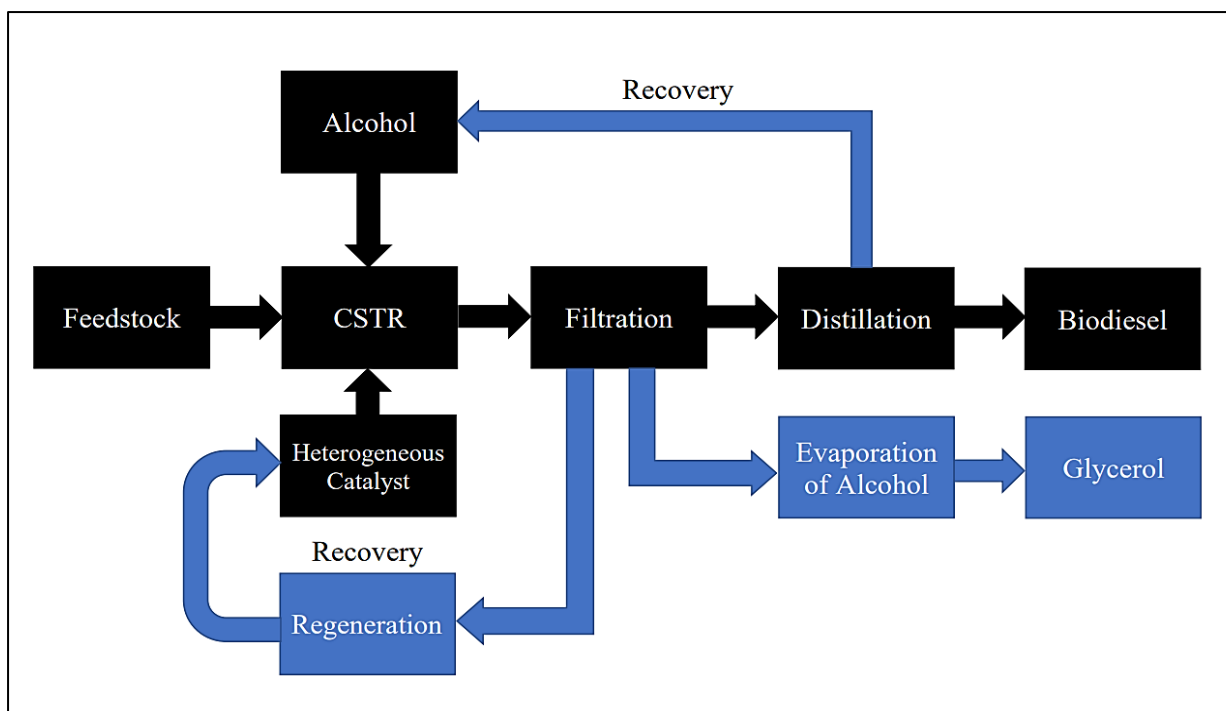 Recovery
Alcohol
Feedstock
CSTR
Filtration
Distillation
Biodiesel
Heterogeneous
Catalyst
Evaporation
of Alcohol
Glycerol
Recovery
Regeneration